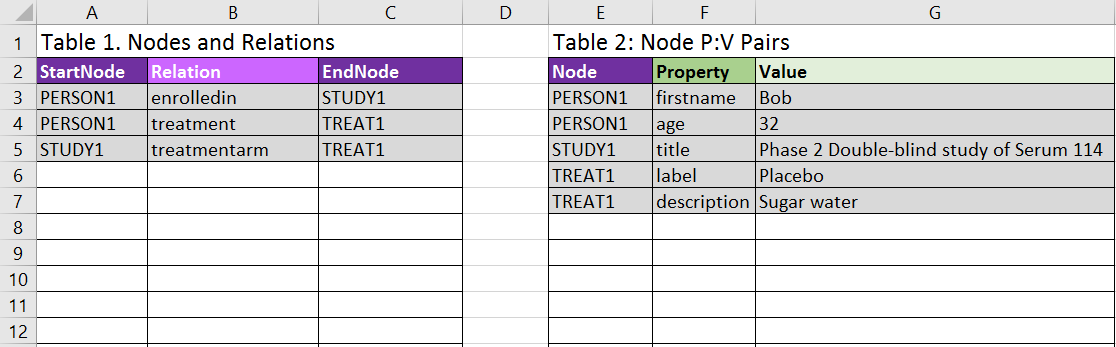 A B C D E F G
1 Table 1. Nodes and Relations Table 2: Node P:V Pairs
2 StartNode Relation EndNode Node Property Value
3 PERSON1 enrolledin STUDY1 PERSON1 firstname Bob
4 PERSON1 treatment TREAT1 PERSON1 age 32
5 STUDY1 treatmentarm TREAT1 STUDY1 title Phase 2 Double-blind study of Serum 114
6 TREAT1 label Placebo
7 TREAT1 description Sugar water
8
9
10
11
12